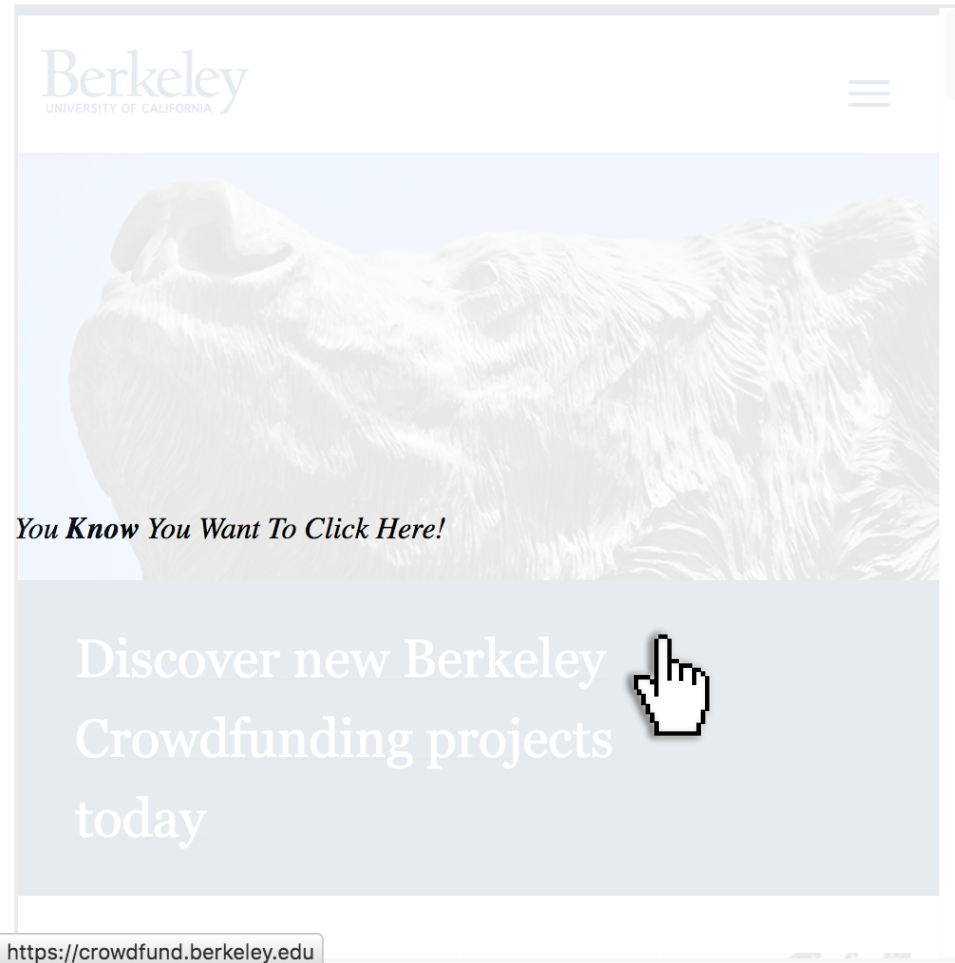 Berkeley
UNIVERSITY OF CALIFORNIA
You Know You Want To Click Here!
Discover new Berkeley
Crowdfunding projects
today
https://crowdfund.berkeley.edu